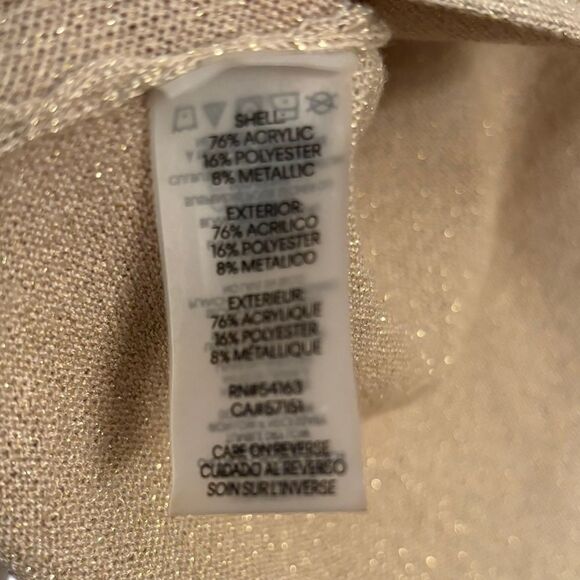 SHELL:
76% ACRYLIC
16% POLYESTER
8% METALLIC
EXTERIOR:
76% ACRILICO
16% POLYESTER
8% METALICO
EXTERIEUR:
76% ACRYLIQUE
16% POLYESTER
8% MÉTALLIQUE
RN#54163
CA#57151
CARE ON REVERSE
CUIDADO AL REVERSO
SOIN SUR L'INVERSE